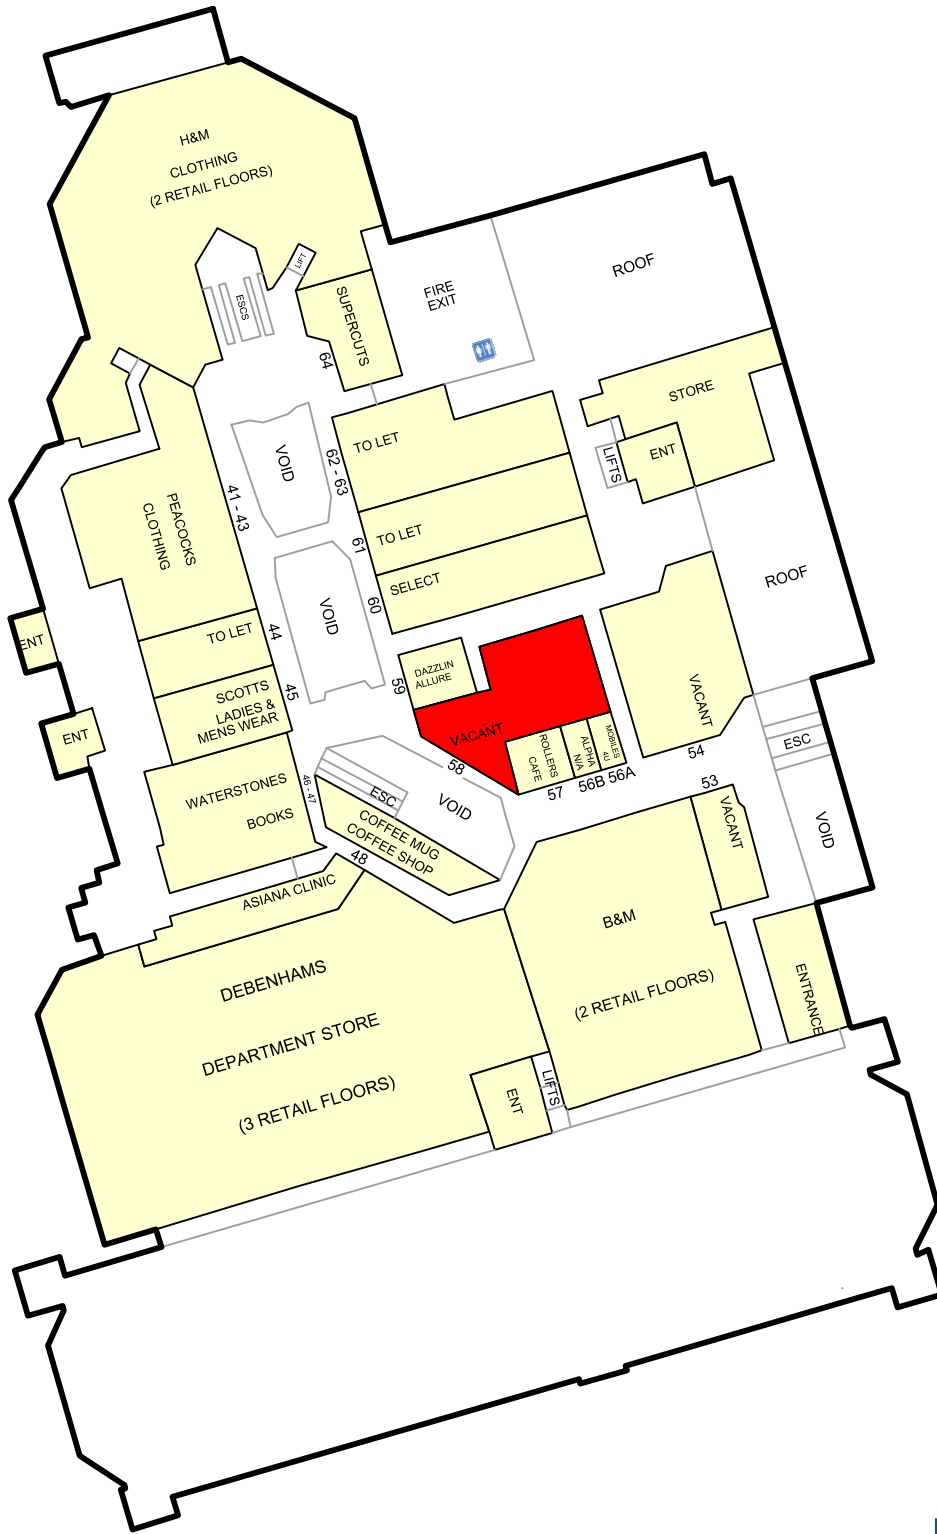 H&M
CLOTHING
(2 RETAIL FLOORS)
LIFT
ESCS
SUPERCUTS
64
FIRE
EXIT
ROOF
STORE
ENT
LIFTS
TO LET
62 - 63
VOID
41 - 43
PEACOCKS
CLOTHING
TO LET
61
SELECT
60
VOID
ROOF
ENT
TO LET
44
SCOTTS
LADIES &
MENS WEAR
45
ENT
DAZZLIN
ALLURE
59
VACANT
58
ROLLERS
CAFE
57
ALPHA
N/A
56B
MOBILES
4U
56A
VACANT
54
53
ESC
VOID
VACANT
WATERSTONES
BOOKS
46 - 47
ESC
VOID
COFFEE MUG
COFFEE SHOP
48
ASIANA CLINIC
B&M
(2 RETAIL FLOORS)
ENTRANCE
DEBENHAMS
DEPARTMENT STORE
(3 RETAIL FLOORS)
ENT
LIFTS